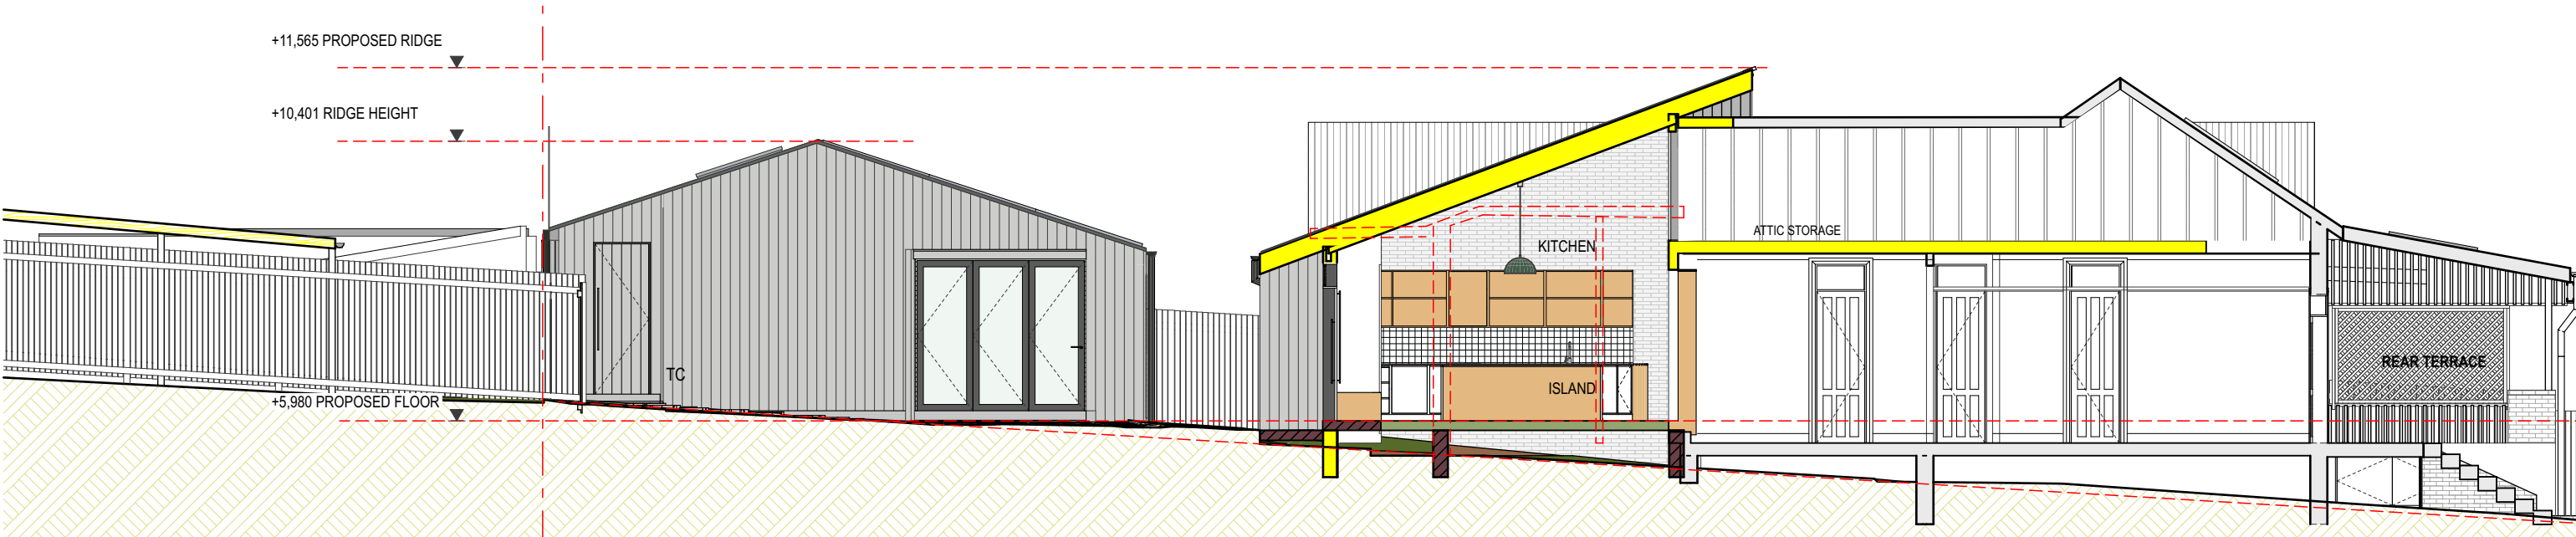 +11,565 PROPOSED RIDGE
+10,401 RIDGE HEIGHT
ATTIC STORAGE
KITCHEN
REAR TERRACE
TC
ISLAND
+5,980 PROPOSED FLOOR